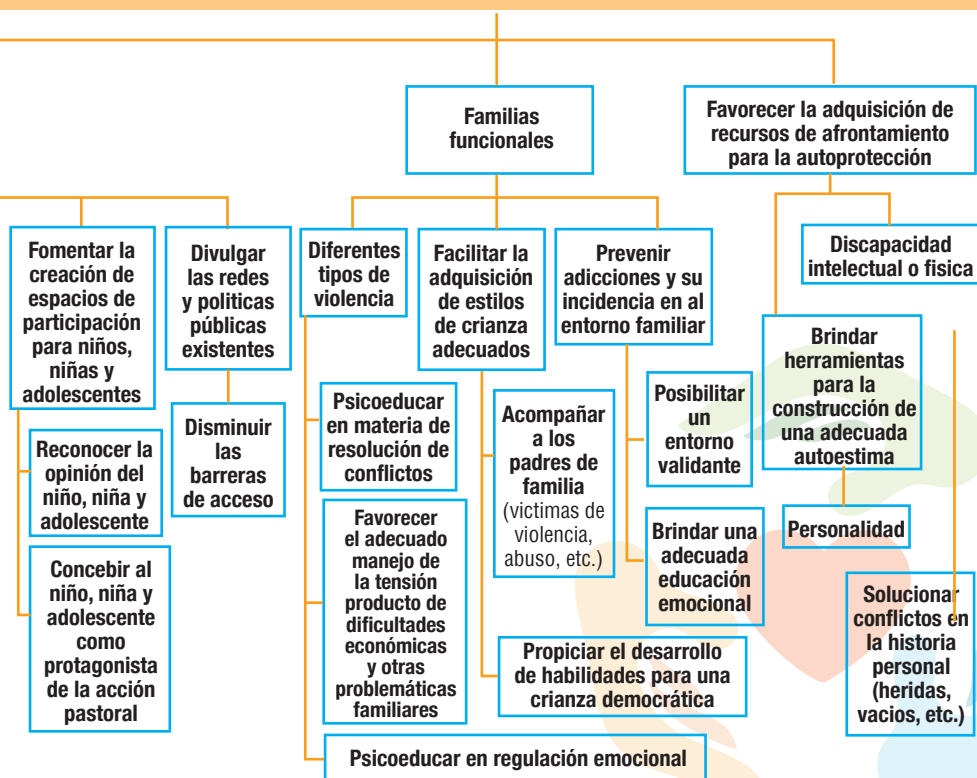 Familias
funcionales
Favorecer la adquisición de
recursos de afrontamiento
para la autoprotección
Fomentar la
creación de
espacios de
participación
para niños,
niñas y
adolescentes
Divulgar
las redes
y politicas
públicas
existentes
Diferentes
tipos de
violencia
Facilitar la
adquisición
de estilos
de crianza
adecuados
Prevenir
adicciones y su
incidencia en al
entorno familiar
Discapacidad
intelectual o fisica
Reconocer la
opinión del
niño, niña y
adolescente
Concebir al
niño, niña y
adolescente
como
protagonista
de la acción
pastoral
Disminuir
las
barreras
de acceso
Psicoeducar
en materia de
resolución de
conflictos
Favorecer
el adecuado
manejo de
la tensión
producto de
dificultades
económicas
y otras
problemáticas
familiares
Psicoeducar en regulación emocional
Acompañar
a los
padres de
familia
(victimas de
violencia,
abuso, etc.)
Propiciar el desarrollo
de habilidades para una
crianza democrática
Posibilitar
un
entorno
validante
Brindar una
adecuada
educación
emocional
Brindar
herramientas
para la
construcción de
una adecuada
autoestima
Personalidad
Solucionar
conflictos en
la historia
personal
(heridas,
vacios, etc.)